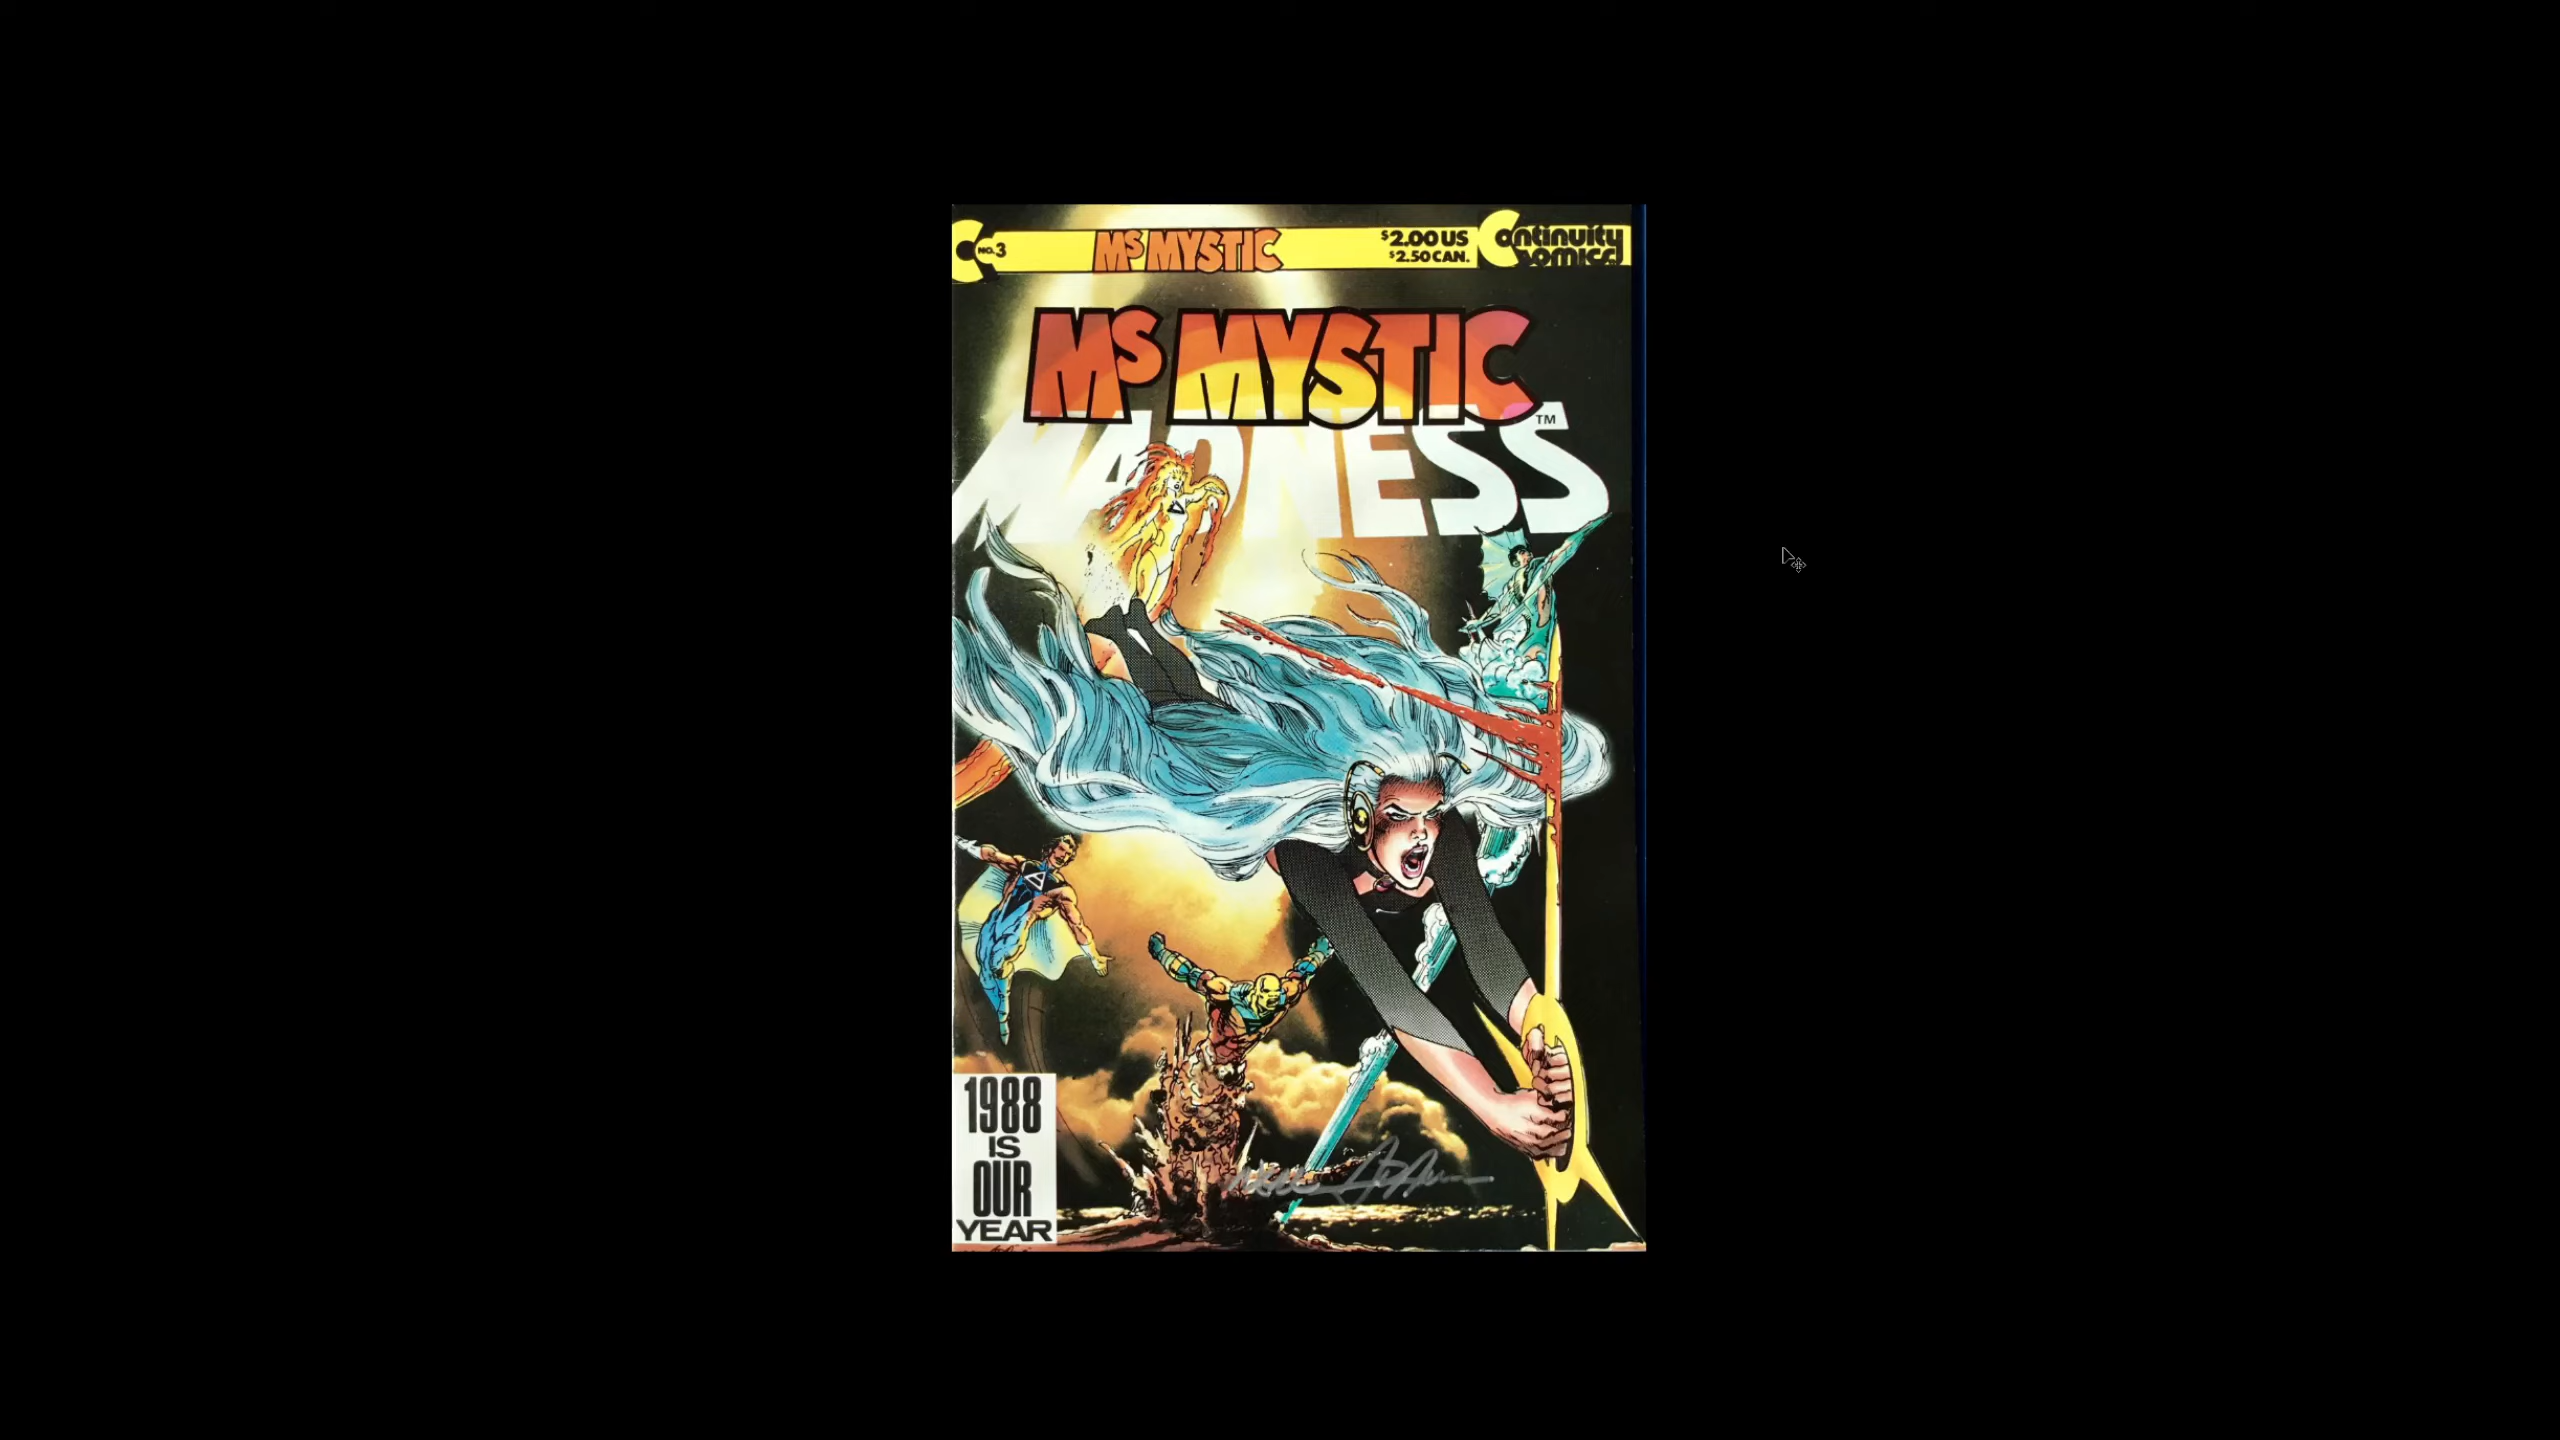 NO. 3 MS MYSTIC $2.00 US Continuity
$2.50 CAN. Comics
MS MYSTIC
TM
MADNESS
1988
IS
OUR
YEAR